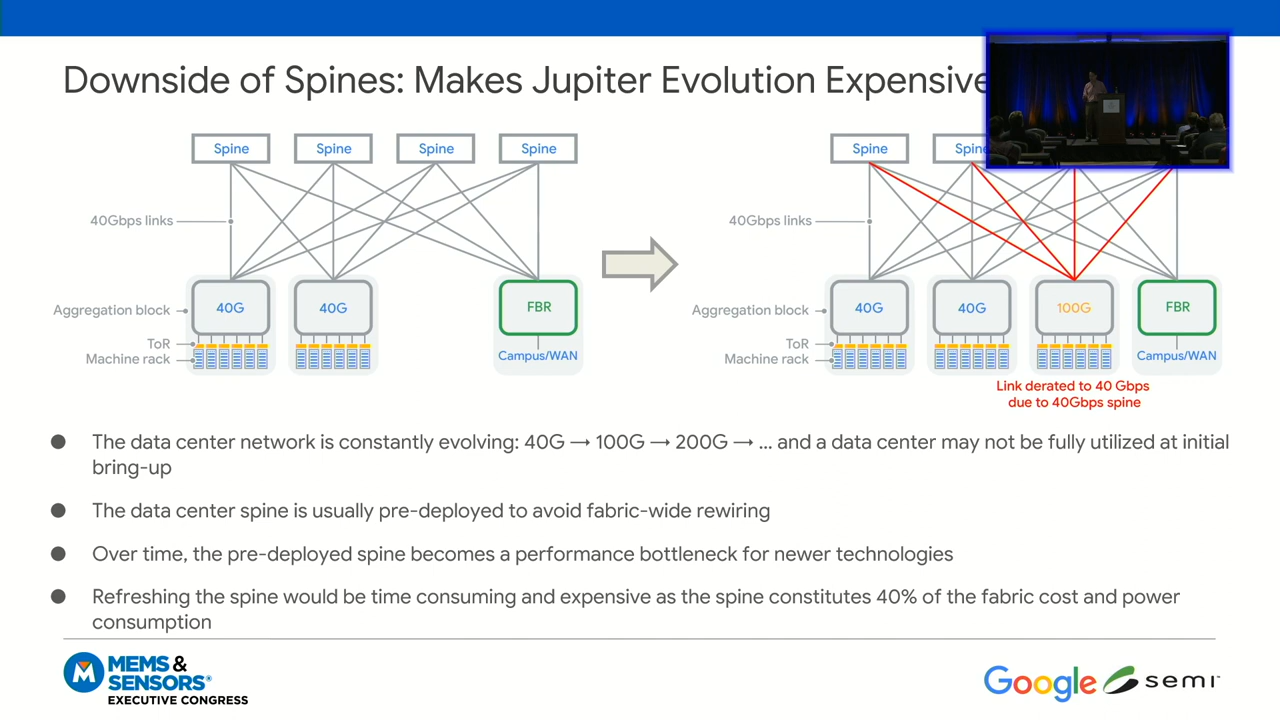 Downside of Spines: Makes Jupiter Evolution Expensive
Spine
Spine
Spine
Spine
40Gbps links
40G
40G
FBR
Aggregation block
ToR
Machine rack
Campus/WAN
Spine
40Gbps links
40G
40G
100G
FBR
Aggregation block
ToR
Machine rack
Campus/WAN
Link derated to 40 Gbps
due to 40Gbps spine
● The data center network is constantly evolving: 40G → 100G → 200G → ... and a data center may not be fully utilized at initial
bring-up
● The data center spine is usually pre-deployed to avoid fabric-wide rewiring
● Over time, the pre-deployed spine becomes a performance bottleneck for newer technologies
● Refreshing the spine would be time consuming and expensive as the spine constitutes 40% of the fabric cost and power
consumption
MEMS &
SENSORS®
EXECUTIVE CONGRESS
Google semi™